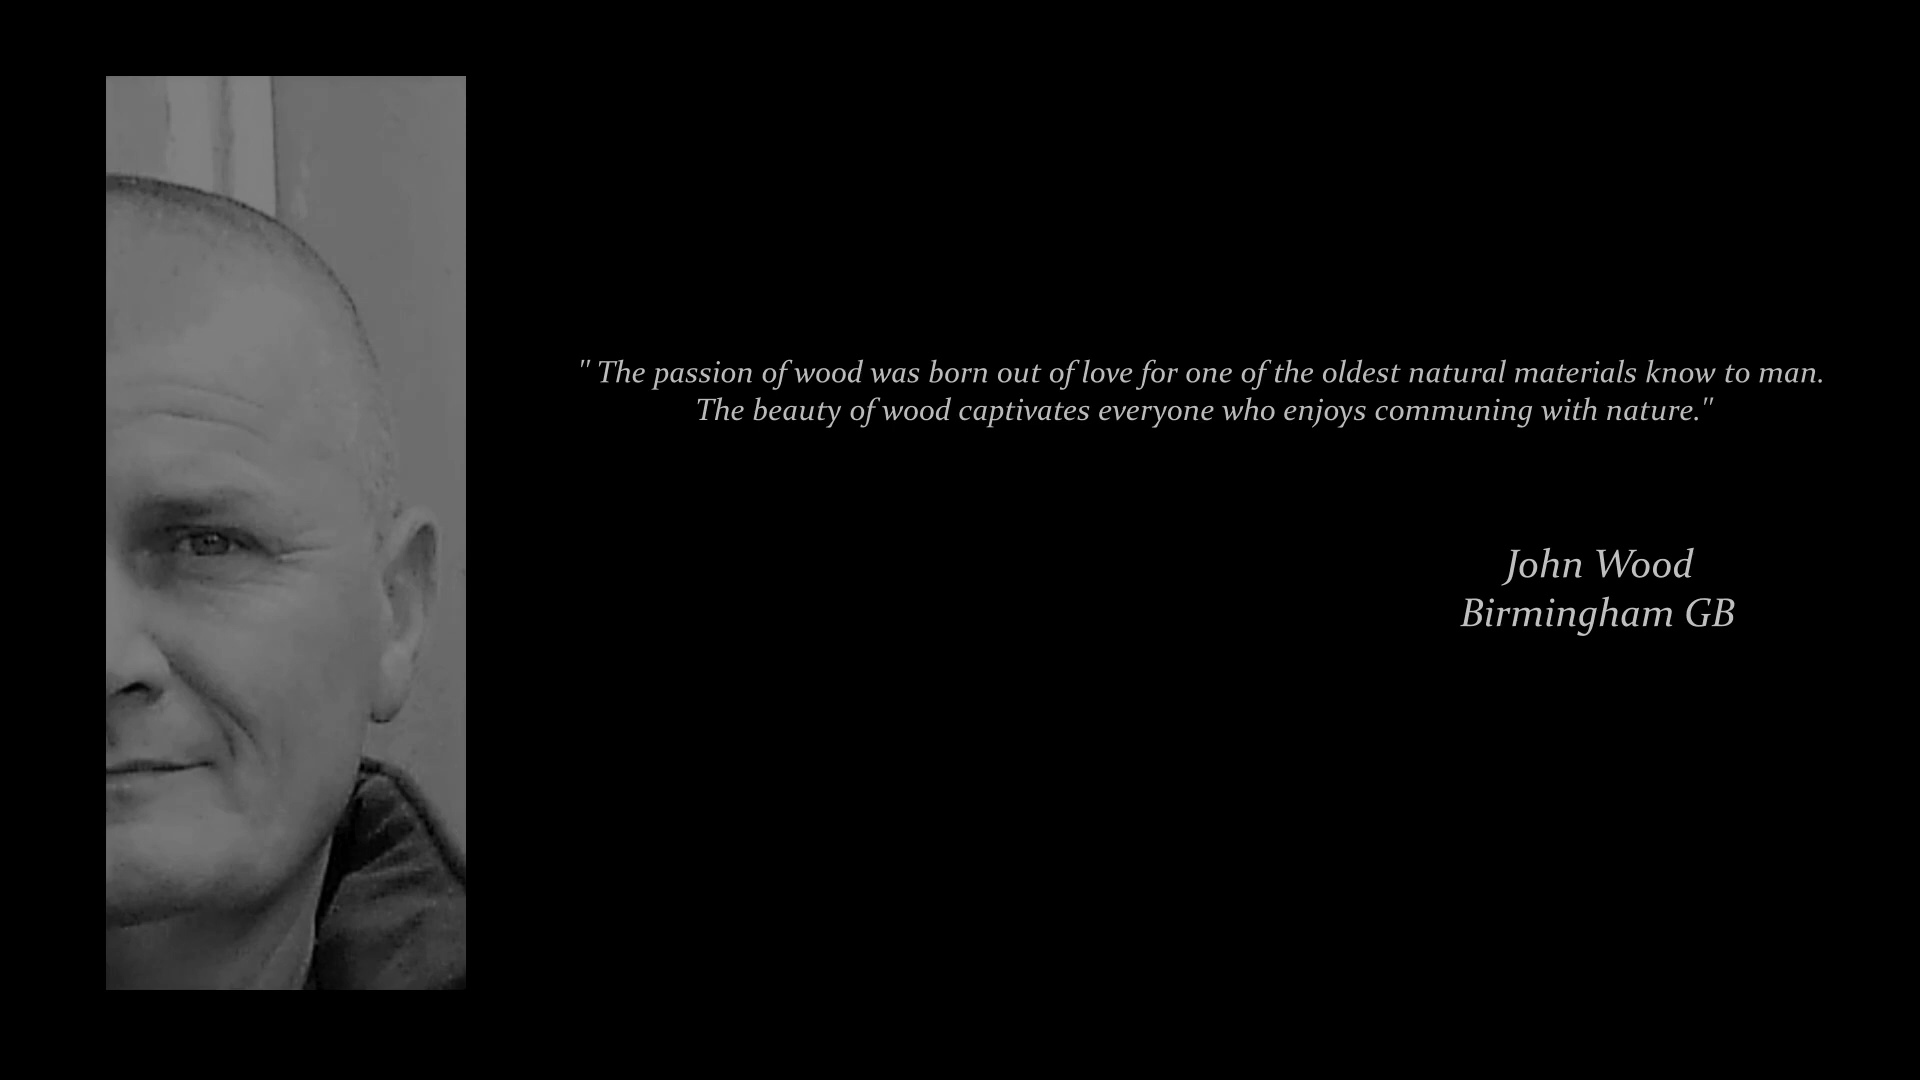 " The passion of wood was born out of love for one of the oldest natural materials know to man.
The beauty of wood captivates everyone who enjoys communing with nature."
John Wood
Birmingham GB